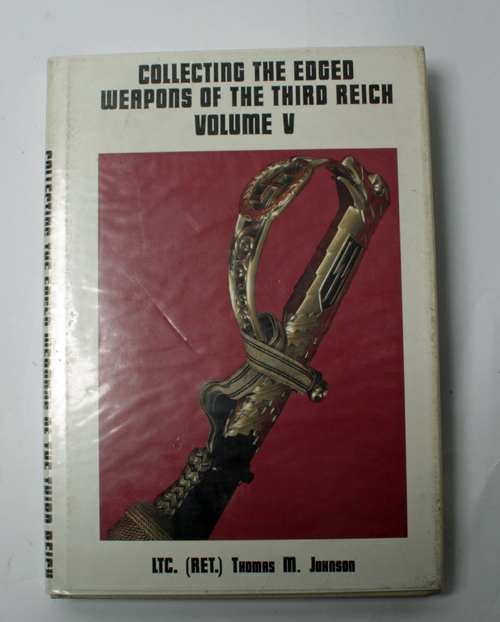 COLLECTING THE EDGED
WEAPONS OF THE THIRD REICH
VOLUME V
LTC. (RET.) THOMAS M. JOHNSON
COLLECTING THE EDGED WEAPONS OF THE THIRD REICH